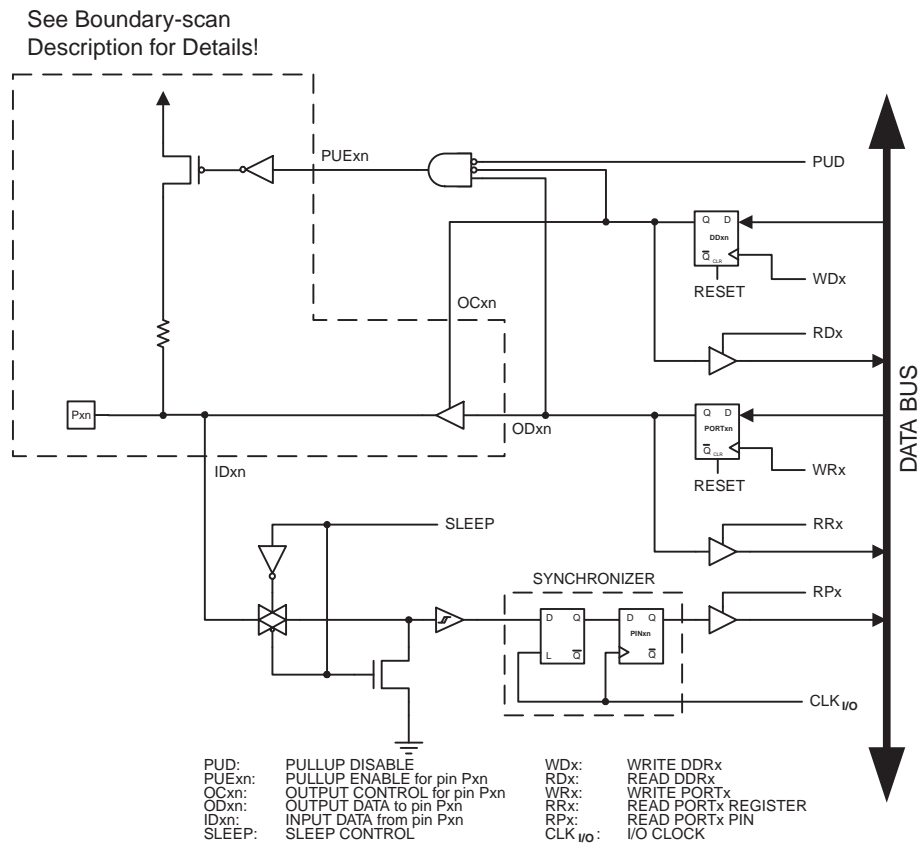 See Boundary-scan
Description for Details!
PUExn
PUD
Q D
DDxn
Q CLR
WDx
RESET
OCxn
RDx
Pxn
ODxn
Q D
PORTxn
Q CLR
WRx
RESET
IDxn
DATA BUS
SLEEP
RRx
SYNCHRONIZER
RPx
D Q
L Q
D Q
PINxn
Q
CLK I/O
PUD: PULLUP DISABLE
PUExn: PULLUP ENABLE for pin Pxn
OCxn: OUTPUT CONTROL for pin Pxn
ODxn: OUTPUT DATA to pin Pxn
IDxn: INPUT DATA from pin Pxn
SLEEP: SLEEP CONTROL
WDx: WRITE DDRx
RDx: READ DDRx
WRx: WRITE PORTx
RRx: READ PORTx REGISTER
RPx: READ PORTx PIN
CLK I/O: I/O CLOCK